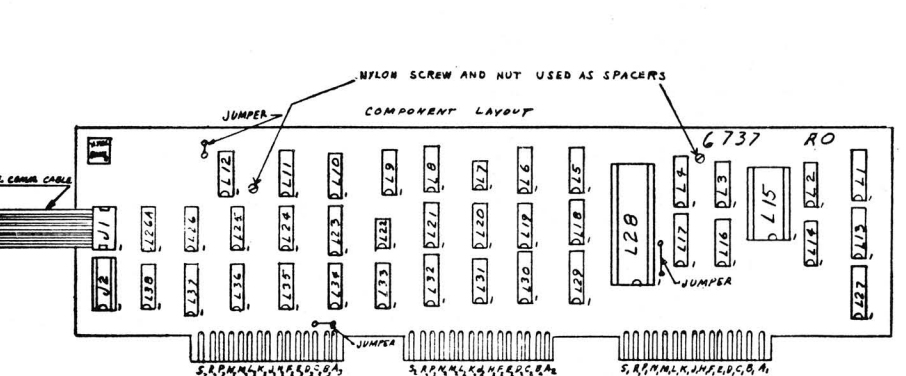 NYLON SCREW AND NUT USED AS SPACERS
JUMPER
COMPONENT LAYOUT
6737 RO
COMER CABLE
L12 L11 L10 L9 L8 L7 L6 L5 L4 L3 L2 L1
L28 L15
J1 L26A L26 L25 L24 L23 L22 L21 L20 L19 L18 L17 L16 L14 L13
J2 L38 L37 L36 L35 L34 L33 L32 L31 L30 L29 L27
JUMPER
JUMPER
S, R, P, N, M, L, K, J, H, F, E, D, C, B, A3
S, R, P, N, M, L, K, J, H, F, E, D, C, B, A2
S, R, P, N, M, L, K, J, H, F, E, D, C, B, A1